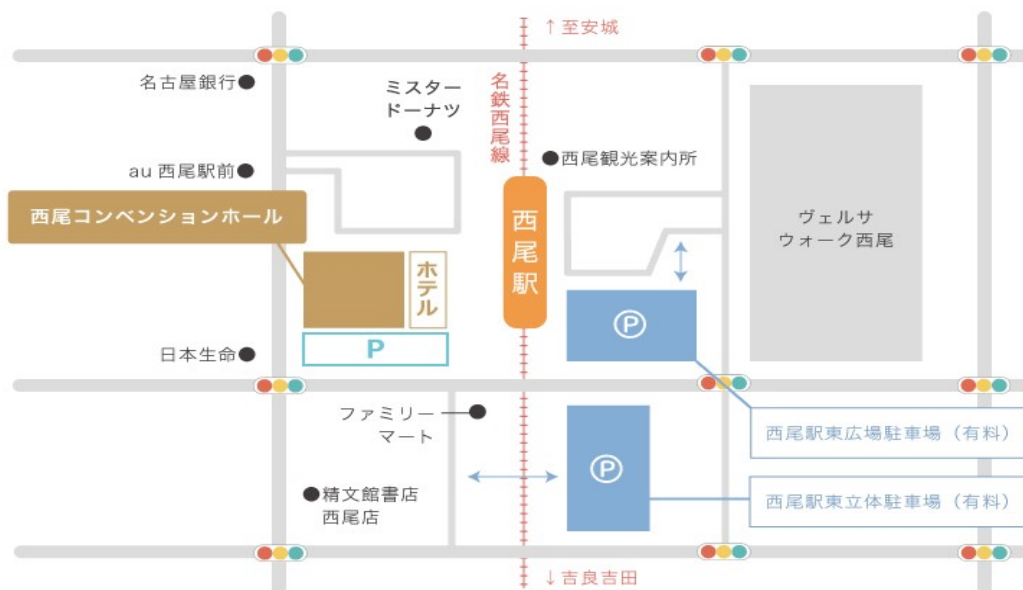 ↑至安城
名古屋銀行
ミスター
ドーナツ
名鉄西尾線
西尾観光案内所
au 西尾駅前
西尾コンベンションホール
西尾駅
ヴェルサ
ウォーク西尾
ホテル
P
P
日本生命
ファミリー
マート
西尾駅東広場駐車場（有料）
P
精文館書店
西尾店
西尾駅東立体駐車場（有料）
↓吉良吉田